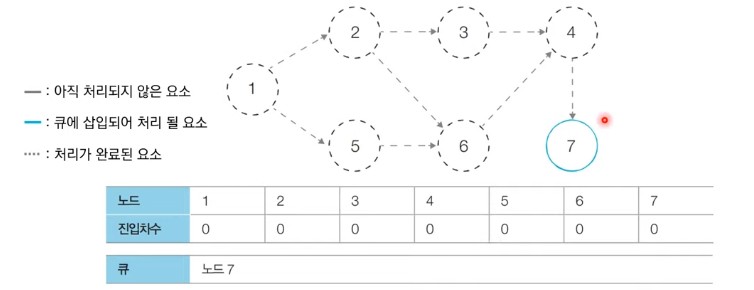 2
3
4
1
5
6
7
: 아직 처리되지 않은 요소
: 큐에 삽입되어 처리 될 요소
: 처리가 완료된 요소
노드 1 2 3 4 5 6 7
진입차수 0 0 0 0 0 0 0
큐 노드 7